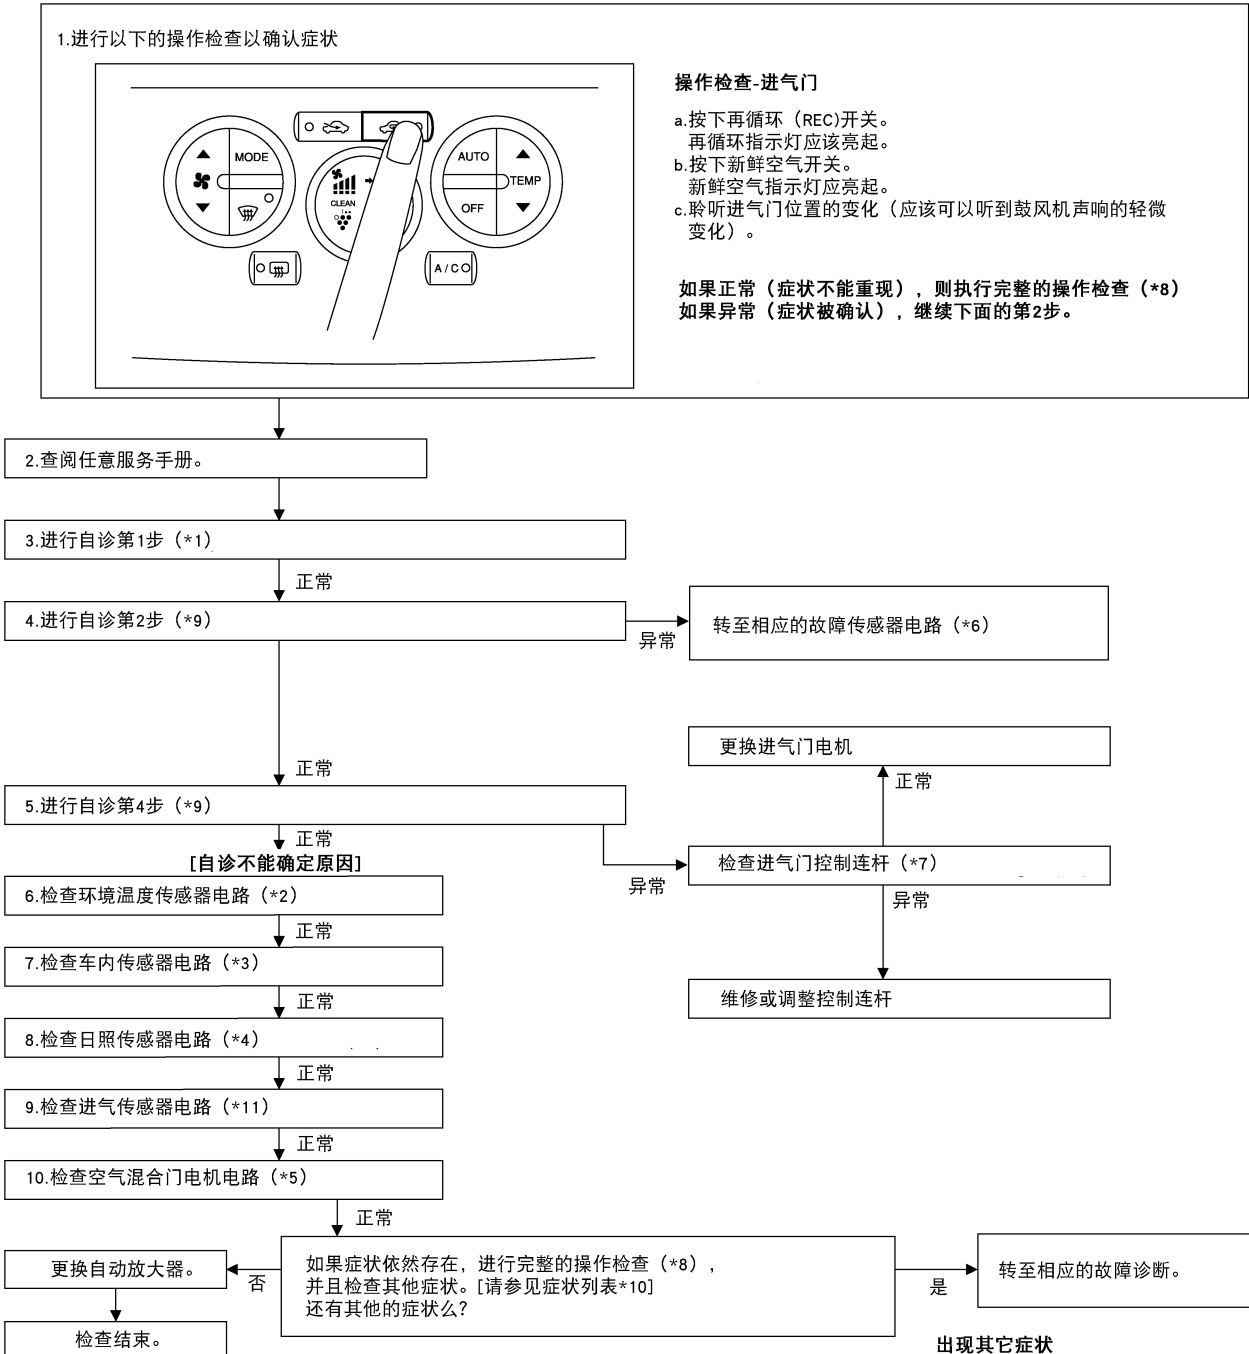 1.进行以下的操作检查以确认症状
MODE
CLEAN
AUTO
OFF
TEMP
A/C
操作检查-进气门
a.按下再循环（REC)开关。
再循环指示灯应该亮起。
b.按下新鲜空气开关。
新鲜空气指示灯应亮起。
c.聆听进气门位置的变化（应该可以听到鼓风机声响的轻微
变化）。
如果正常（症状不能重现），则执行完整的操作检查（*8）
如果异常（症状被确认），继续下面的第2步。
2.查阅任意服务手册。
3.进行自诊第1步（*1）
正常
4.进行自诊第2步（*9）
异常
转至相应的故障传感器电路（*6）
正常
5.进行自诊第4步（*9）
异常
更换进气门电机
正常
检查进气门控制连杆（*7）
异常
维修或调整控制连杆
正常
[自诊不能确定原因]
6.检查环境温度传感器电路（*2）
正常
7.检查车内传感器电路（*3）
正常
8.检查日照传感器电路（*4）
正常
9.检查进气传感器电路（*11）
正常
10.检查空气混合门电机电路（*5）
正常
如果症状依然存在，进行完整的操作检查（*8），
并且检查其他症状。[请参见症状列表*10]
还有其他的症状么?
否
更换自动放大器。
检查结束。
是
转至相应的故障诊断。
出现其它症状